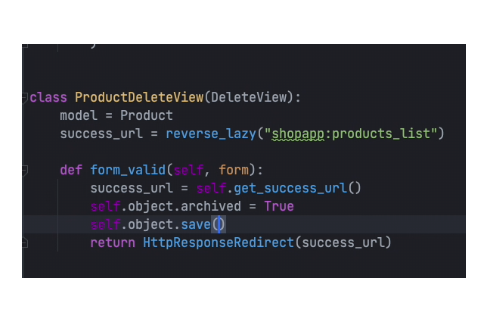 class ProductDeleteView(DeleteView):
    model = Product
    success_url = reverse_lazy("shopapp:products_list")

    def form_valid(self, form):
        success_url = self.get_success_url()
        self.object.archived = True
        self.object.save()
        return HttpResponseRedirect(success_url)